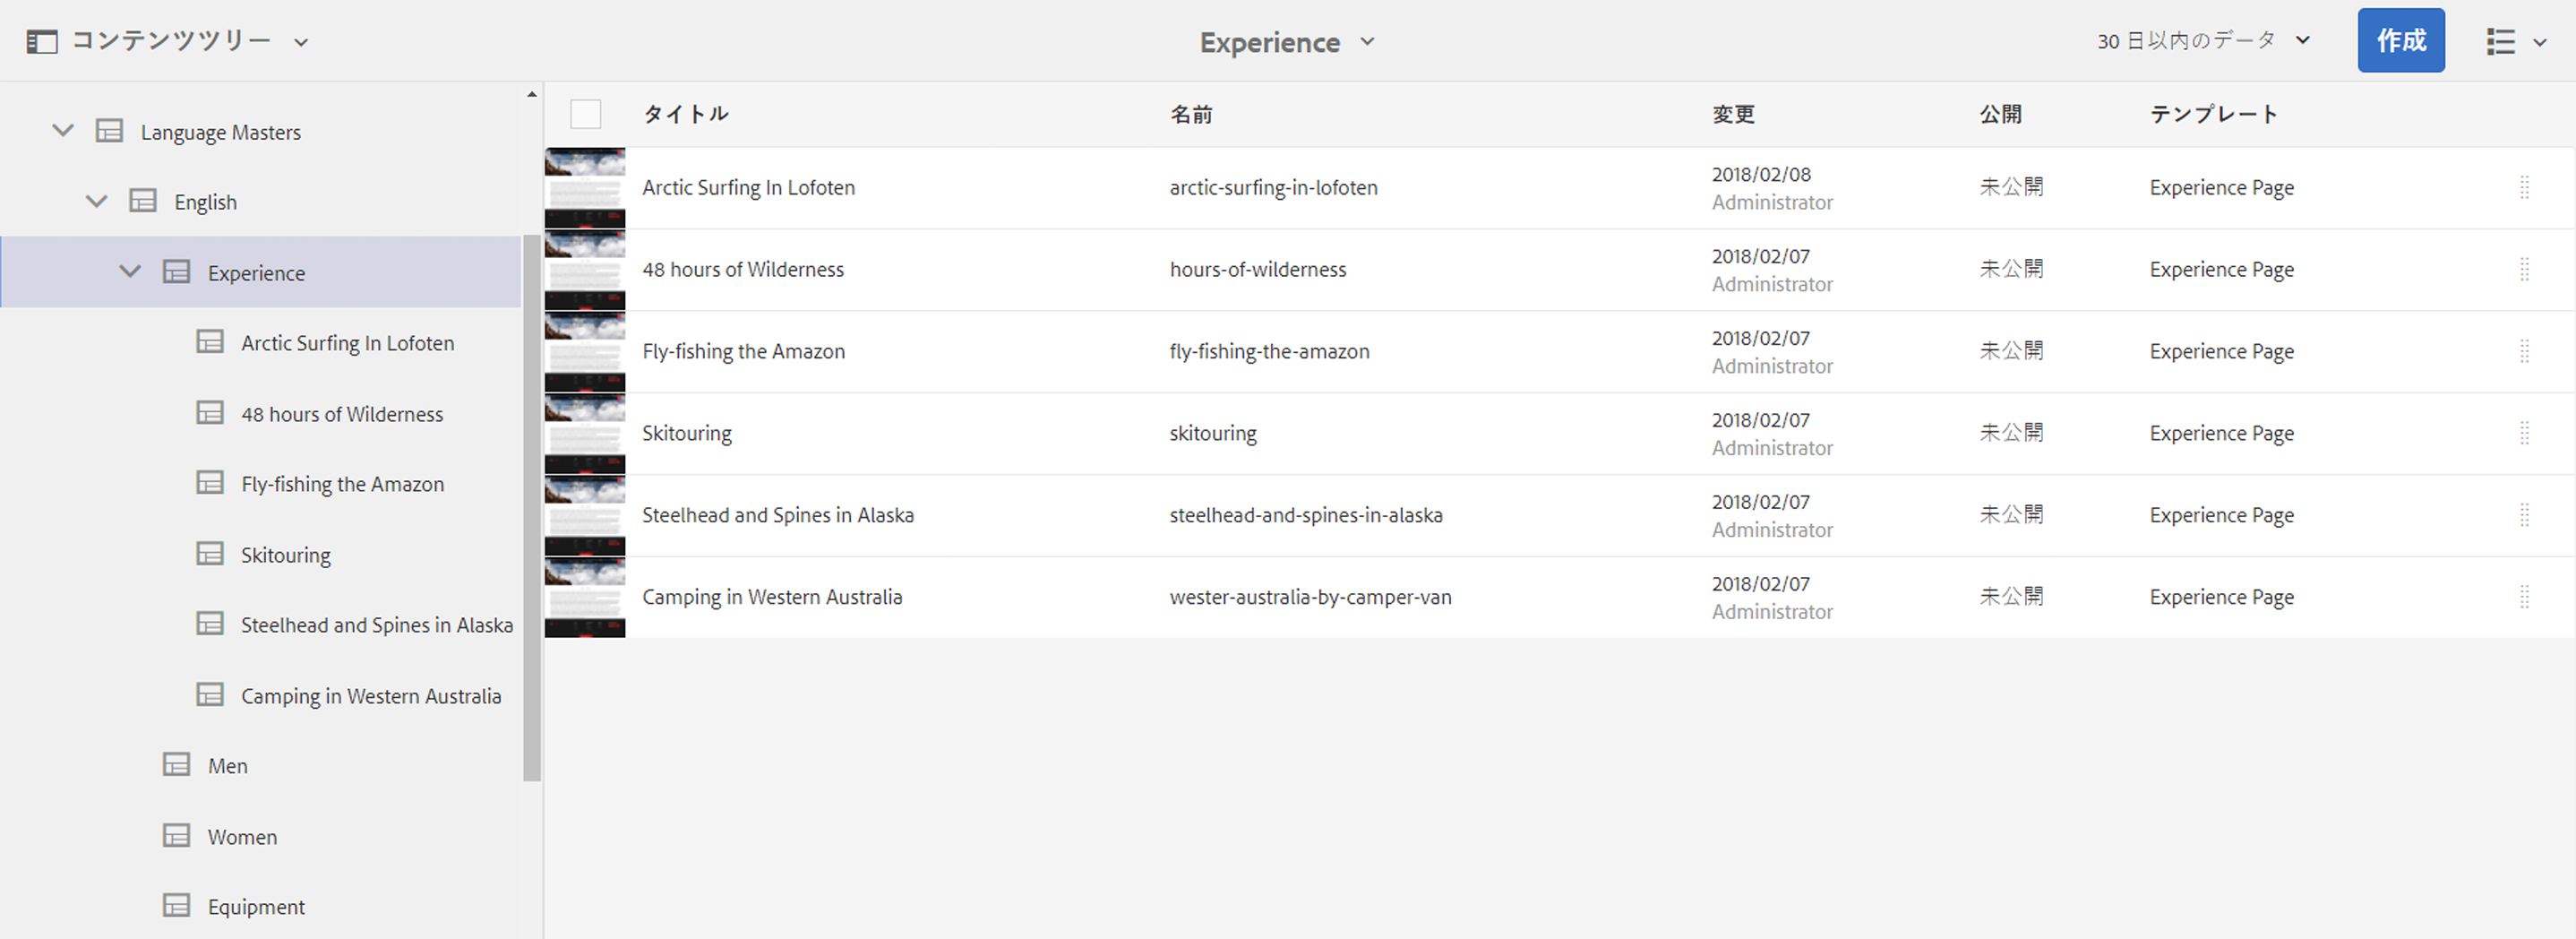 コンテンツツリー
Experience
30 日以内のデータ
作成
Language Masters
English
Experience
Arctic Surfing In Lofoten
48 hours of Wilderness
Fly-fishing the Amazon
Skitouring
Steelhead and Spines in Alaska
Camping in Western Australia
Men
Women
Equipment
タイトル 名前 変更 公開 テンプレート
Arctic Surfing In Lofoten arctic-surfing-in-lofoten 2018/02/08 未公開 Experience Page
Administrator
48 hours of Wilderness hours-of-wilderness 2018/02/07 未公開 Experience Page
Administrator
Fly-fishing the Amazon fly-fishing-the-amazon 2018/02/07 未公開 Experience Page
Administrator
Skitouring skitouring 2018/02/07 未公開 Experience Page
Administrator
Steelhead and Spines in Alaska steelhead-and-spines-in-alaska 2018/02/07 未公開 Experience Page
Administrator
Camping in Western Australia wester-australia-by-camper-van 2018/02/07 未公開 Experience Page
Administrator